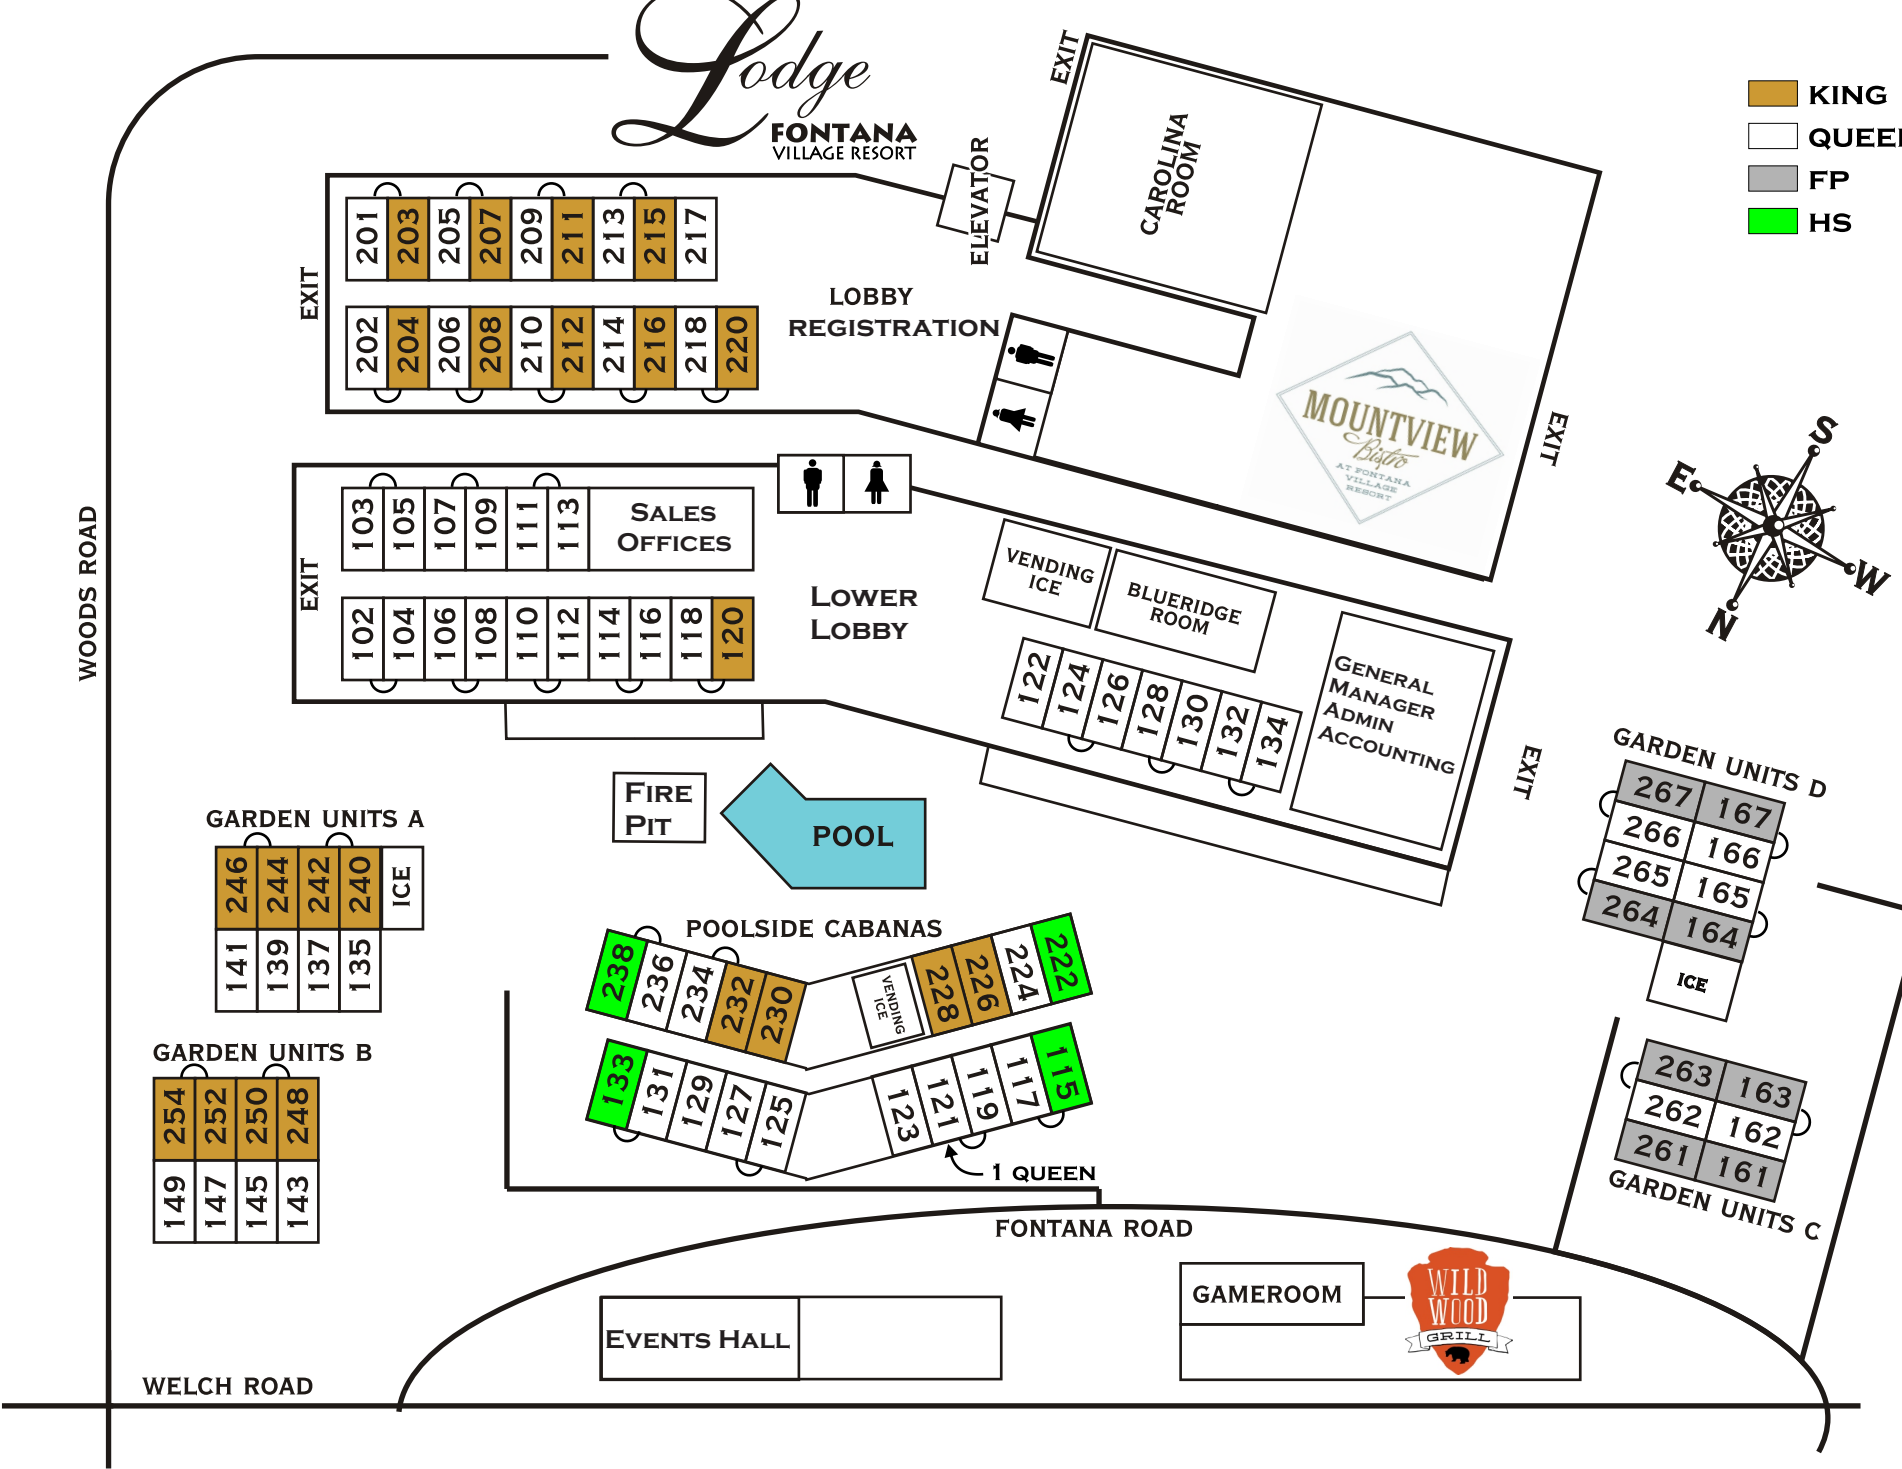 Lodge
FONTANA
VILLAGE RESORT
KING
QUEE
FP
HS
EXIT
CAROLINA
ROOM
ELEVATOR
201 203 205 207 209 211 213 215 217
EXIT
LOBBY
REGISTRATION
202 204 206 208 210 212 214 216 218 220
MOUNTVIEW
Bistro
AT FONTANA
VILLAGE
RESORT
EXIT
S
E
W
N
103 105 107 109 111 113
SALES
OFFICES
EXIT
102 104 106 108 110 112 114 116 118 120
LOWER
LOBBY
VENDING
ICE
BLUERIDGE
ROOM
122 124 126 128 130 132 134
GENERAL
MANAGER
ADMIN
ACCOUNTING
EXIT
WOODS ROAD
FIRE
PIT
POOL
GARDEN UNITS A
246 244 242 240 ICE
141 139 137 135
GARDEN UNITS B
254 252 250 248
149 147 145 143
POOLSIDE CABANAS
238 236 234 232 230
VENDING
ICE
228 226 224 222
133 131 129 127 125
123 121 119 117 115
1 QUEEN
GARDEN UNITS D
267 167
266 166
265 165
264 164
ICE
263 163
262 162
261 161
GARDEN UNITS C
FONTANA ROAD
GAMEROOM
WILD
WOOD
GRILL
EVENTS HALL
WELCH ROAD